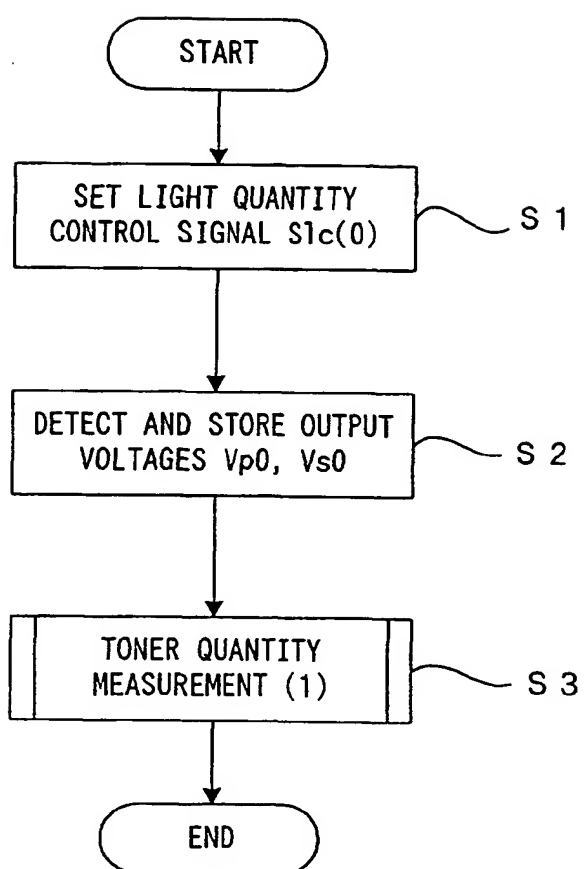 START
SET LIGHT QUANTITY
CONTROL SIGNAL Slc(0)
S 1
DETECT AND STORE OUTPUT
VOLTAGES Vp0, Vs0
S 2
TONER QUANTITY
MEASUREMENT (1)
S 3
END